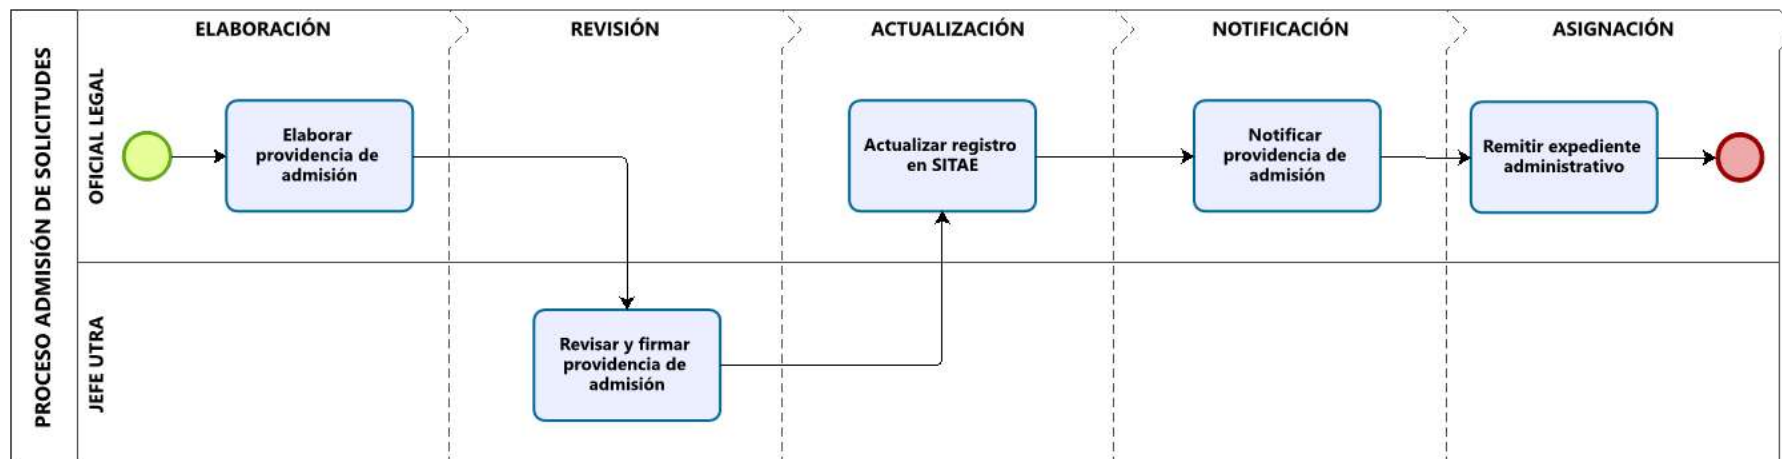 ELABORACIÓN
REVISIÓN
ACTUALIZACIÓN
NOTIFICACIÓN
ASIGNACIÓN
PROCESO ADMISIÓN DE SOLICITUDES
OFICIAL LEGAL
Elaborar
providencia de
admisión
Actualizar registro
en SITAE
Notificar
providencia de
admisión
Remitir expediente
administrativo
JEFE UTRA
Revisar y firmar
providencia de
admisión